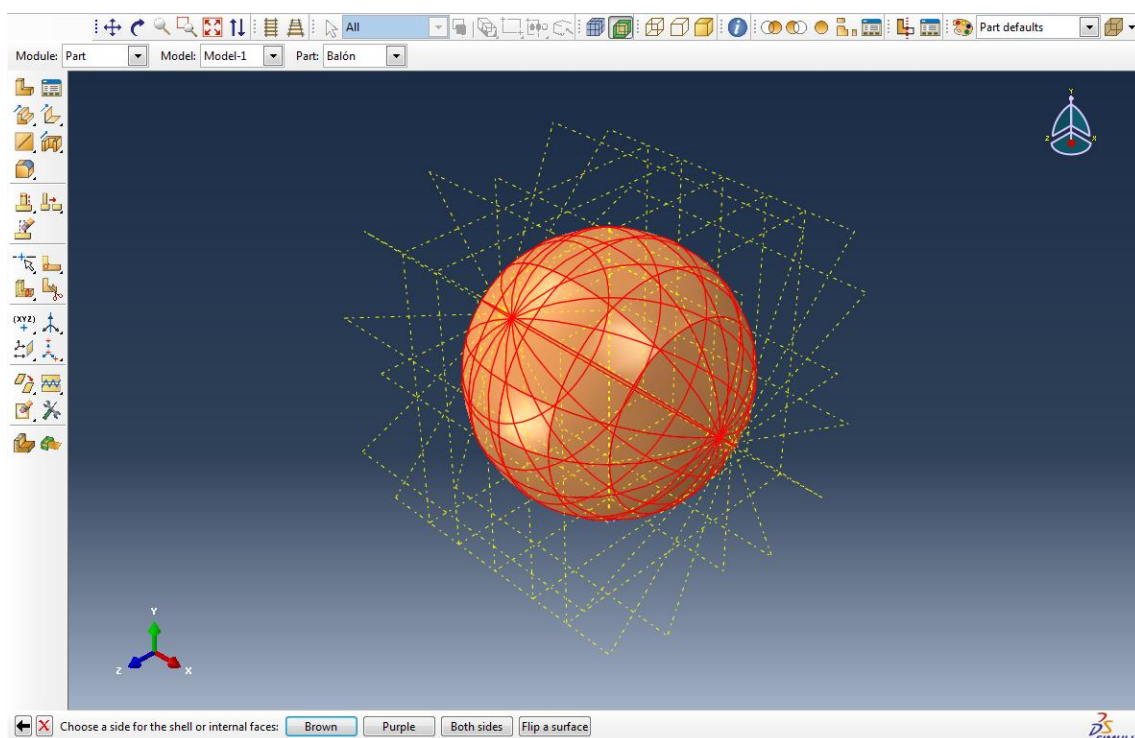 All Part defaults
Module: Part Model: Model-1 Part: Balón
(XYZ)
Y
Z X
Y
Z X
Choose a side for the shell or internal faces: Brown Purple Both sides Flip a surface